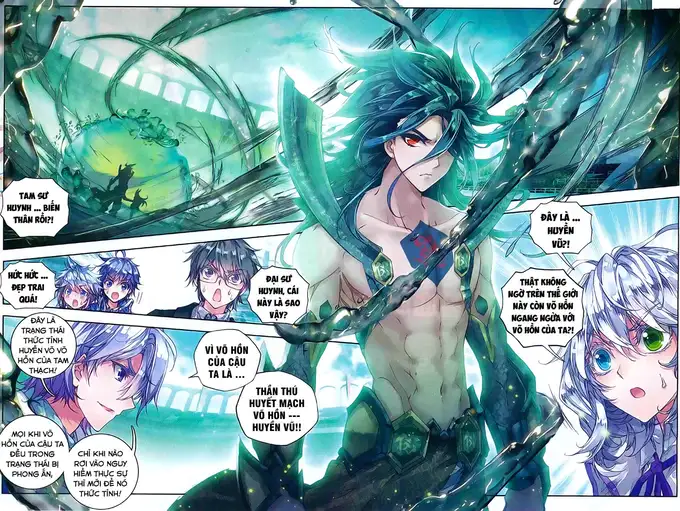 TAM SƯ
HUYNH ... BIẾN
THÂN RỒI?!
ĐÂY LÀ
... HUYỀN
VŨ?!
THẬT KHÔNG
NGỜ TRÊN THẾ GIỚI
NÀY CÒN VÕ HỒN
NGANG NGỬA VỚI
VÕ HỒN CỦA TA?!
HỨC HỨC ...
ĐẸP TRAI
QUÁ!
ĐẠI SƯ
HUYNH, CÁI
NÀY LÀ SAO
VẬY?
ĐÂY LÀ
TRẠNG THÁI
THỨC TỈNH
HUYỀN VŨ VÕ
HỒN CỦA TAM
THẠCH!
VÌ VÕ HỒN
CỦA CẬU TA
LÀ ...
THẦN THÚ
HUYẾT MẠCH
VÕ HỒN ---
HUYỀN VŨ!!
MỌI KHI VÕ
HỒN CỦA CẬU TA
ĐỀU TRONG
TRẠNG THÁI BỊ
PHONG ẤN,
CHỈ KHI NÀO
RƠI VÀO NGUY
HIỂM THỰC SỰ
THÌ MỚI ĐỂ NÓ
THỨC TỈNH!